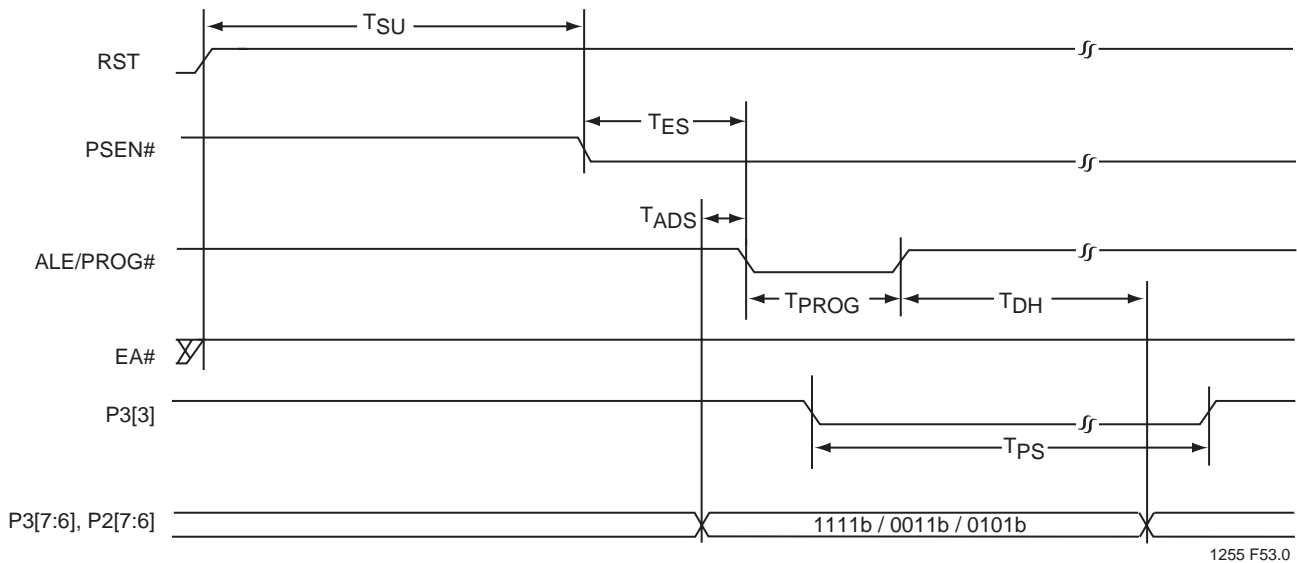 TSU
RST
TES
PSEN#
TADS
ALE/PROG#
TPROG
TDH
EA#
P3[3]
TPS
P3[7:6], P2[7:6]
1111b / 0011b / 0101b
1255 F53.0